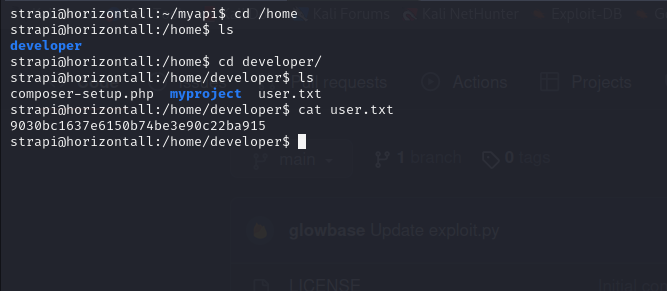 Kali Forums Kali NetHunter Exploit-DB
strapi@horizontall:~/myapi$ cd /home
strapi@horizontall:/home$ ls
developer
strapi@horizontall:/home$ cd developer/
strapi@horizontall:/home/developer$ ls
requests Actions Projects
composer-setup.php myproject user.txt
strapi@horizontall:/home/developer$ cat user.txt
9030bc1637e6150b74be3e90c22ba915
strapi@horizontall:/home/developer$
main 1 branch 0 tags
glowbase Update exploit.py
LICENSE